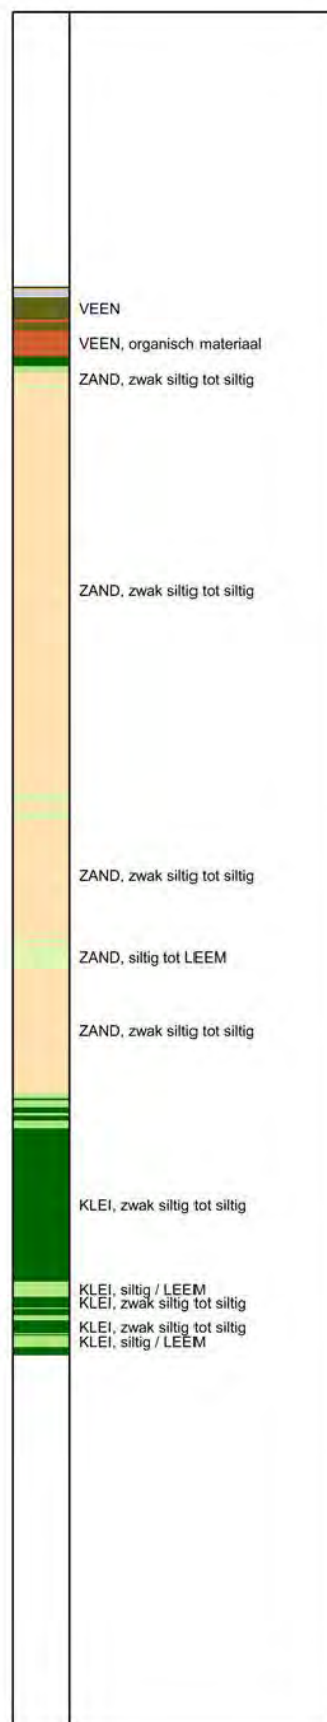 VEEN
VEEN, organisch materiaal
ZAND, zwak siltig tot siltig
ZAND, zwak siltig tot siltig
ZAND, zwak siltig tot siltig
ZAND, siltig tot LEEM
ZAND, zwak siltig tot siltig
KLEI, zwak siltig tot siltig
KLEI, siltig / LEEM
KLEI, zwak siltig tot siltig
KLEI, zwak siltig tot siltig
KLEI, siltig / LEEM